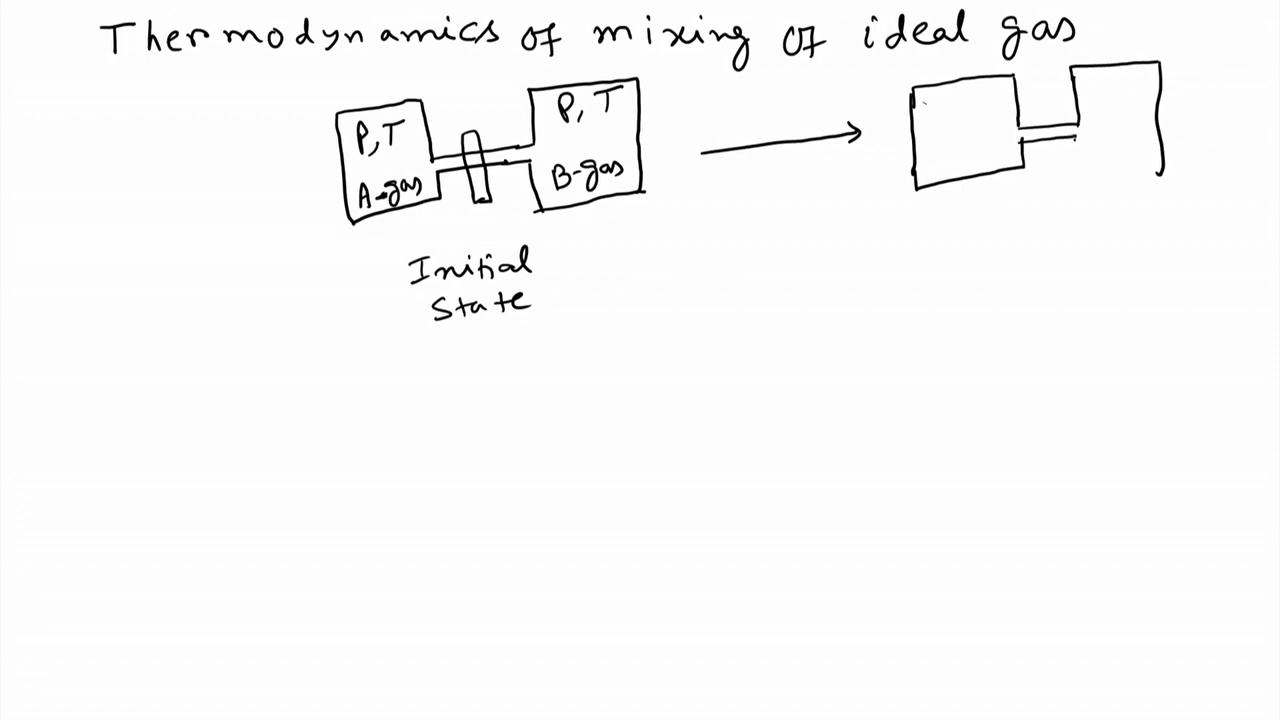 Thermodynamics of mixing of ideal gas
P, T
P, T
A-gas
B-gas
Initial
State